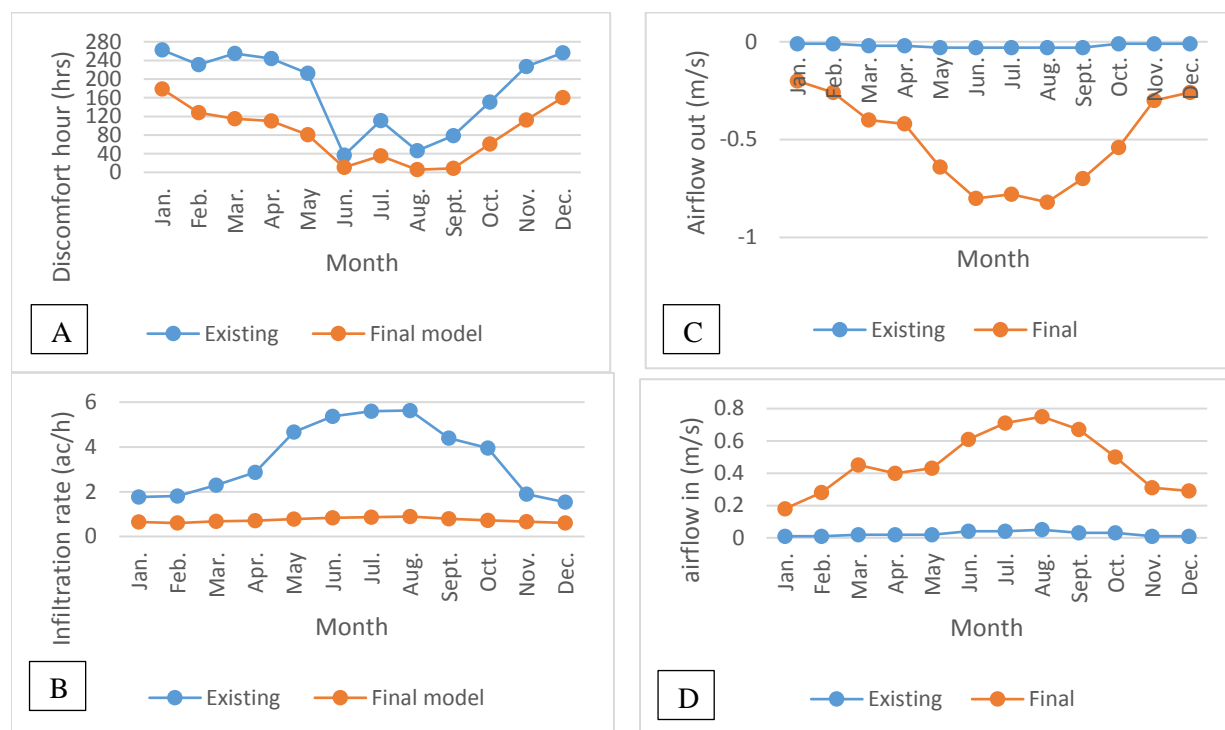 Discomfort hour (hrs)
280
240
200
160
120
80
40
0
Jan.
Feb.
Mar.
Apr.
May
Jun.
Jul.
Aug.
Sept.
Oct.
Nov.
Dec.
Month
A
Existing
Final model
Infiltration rate (ac/h)
6
4
2
0
Jan.
Feb.
Mar.
Apr.
May
Jun.
Jul.
Aug.
Sept.
Oct.
Nov.
Dec.
Month
B
Existing
Final model
Airflow out (m/s)
0
-0.5
-1
Jan.
Feb.
Mar.
Apr.
May
Jun.
Jul.
Aug.
Sept.
Oct.
Nov.
Dec.
Month
C
Existing
Final
airflow in (m/s)
0.8
0.6
0.4
0.2
0
Jan.
Feb.
Mar.
Apr.
May
Jun.
Jul.
Aug.
Sept.
Oct.
Nov.
Dec.
Month
D
Existing
Final